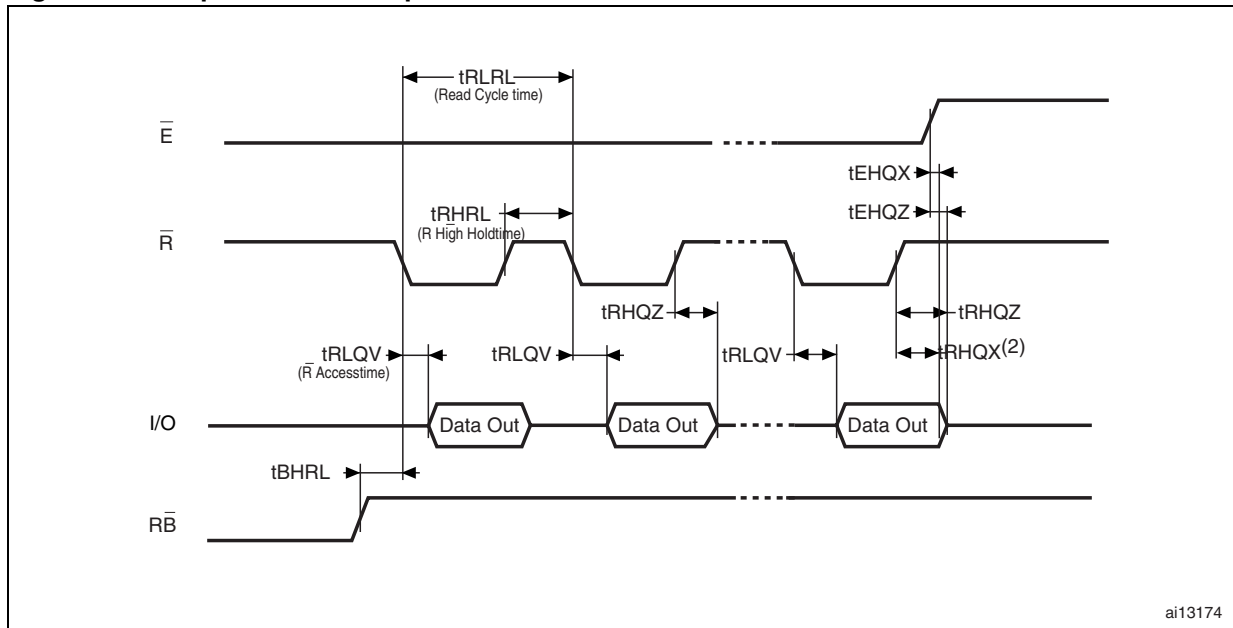 tRLRL
(Read Cycle time)
E̅
tEHQX
tEHQZ
tRHRL
(R̅ High Holdtime)
R̅
tRHQZ
tRHQZ
tRLQV
(R̅ Accesstime)
tRLQV
tRLQV
tRHQX(2)
I/O
Data Out
Data Out
Data Out
tBHRL
RB̅
ai13174